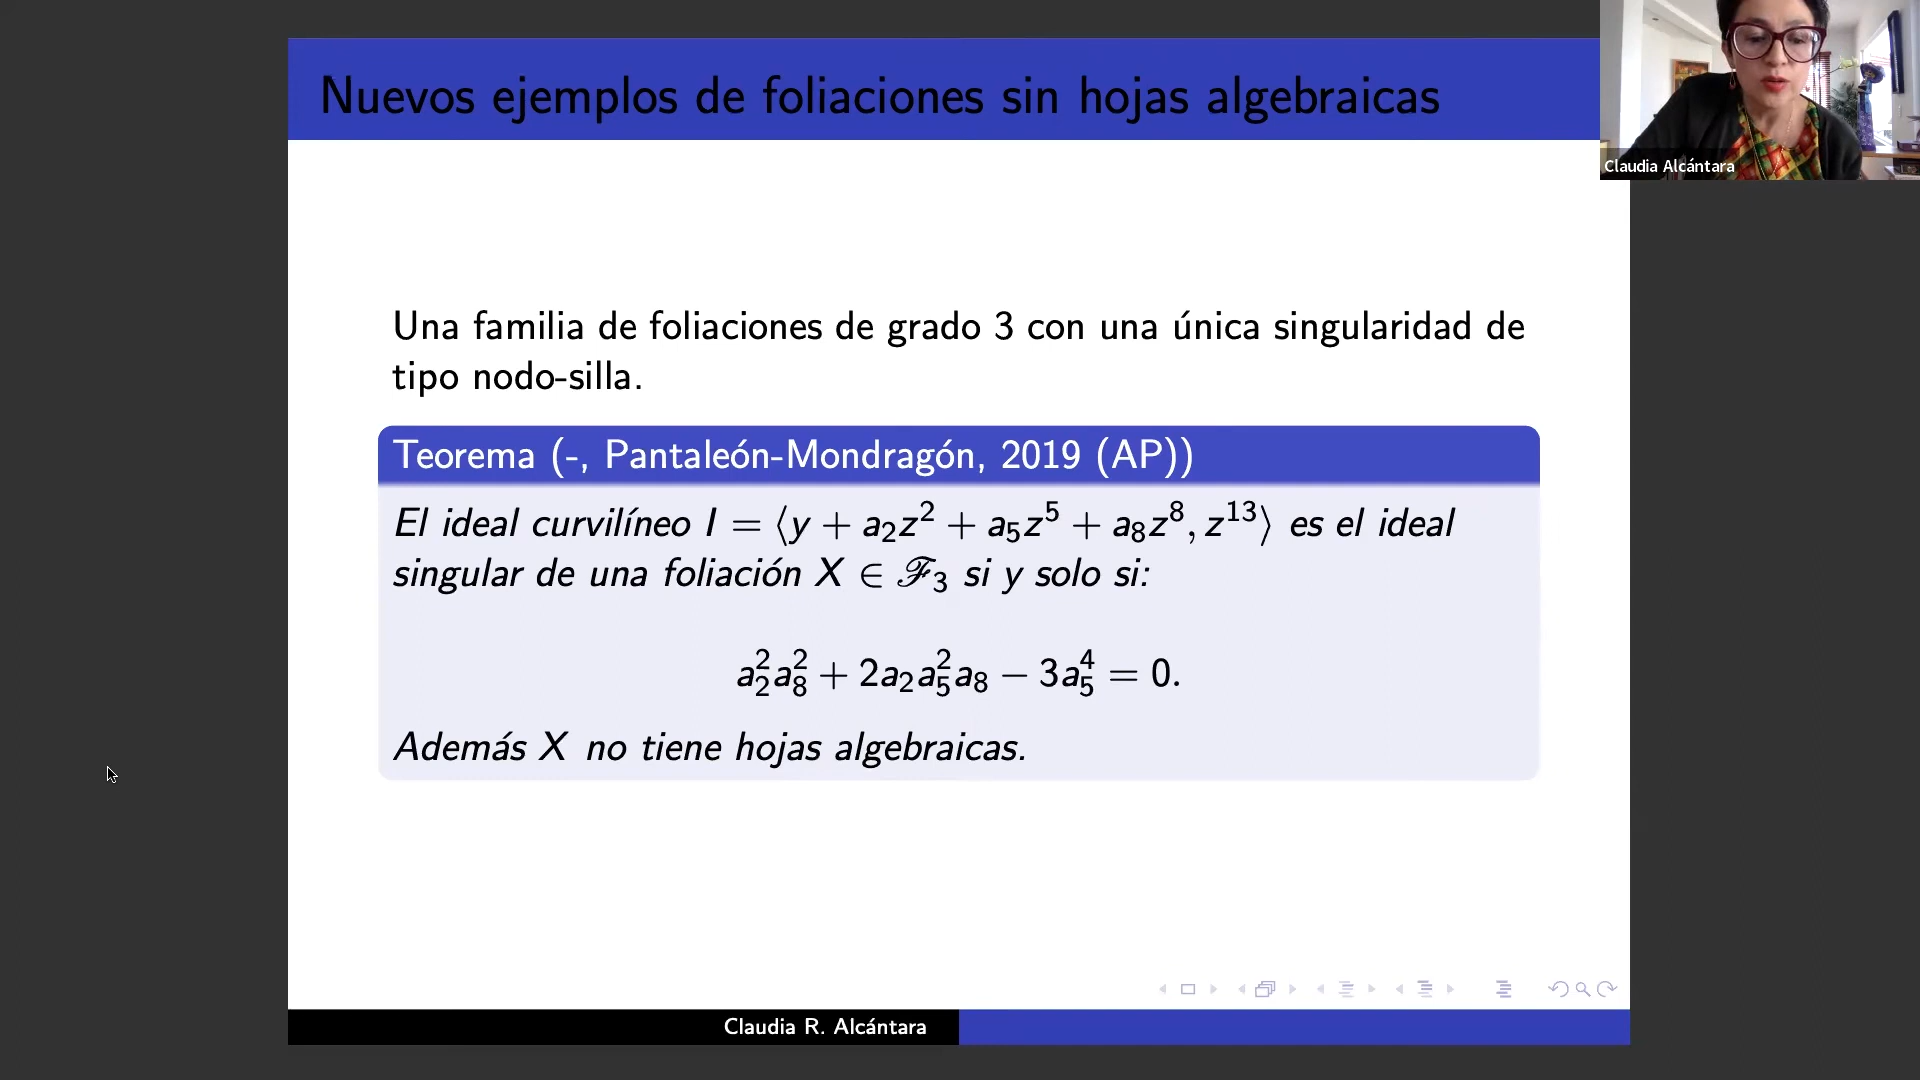 Nuevos ejemplos de foliaciones sin hojas algebraicas
Claudia Alcántara
Una familia de foliaciones de grado 3 con una única singularidad de
tipo nodo-silla.
Teorema (-, Pantaleón-Mondragón, 2019 (AP))
El ideal curvilíneo I = ⟨y + a₂z² + a₅z⁵ + a₈z⁸, z¹³⟩ es el ideal
singular de una foliación X ∈ ℱ₃ si y solo si:
a₂²a₈² + 2a₂a₅²a₈ − 3a₅⁴ = 0.
Además X no tiene hojas algebraicas.
Claudia R. Alcántara